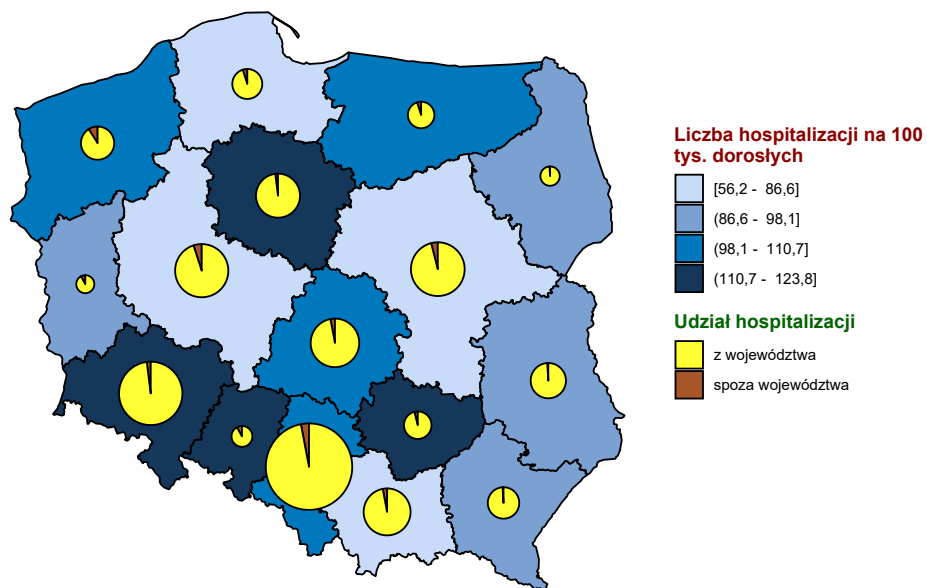 Liczba hospitalizacji na 100
tys. dorosłych
[56,2 - 86,6]
(86,6 - 98,1]
(98,1 - 110,7]
(110,7 - 123,8]
Udział hospitalizacji
z województwa
spoza województwa